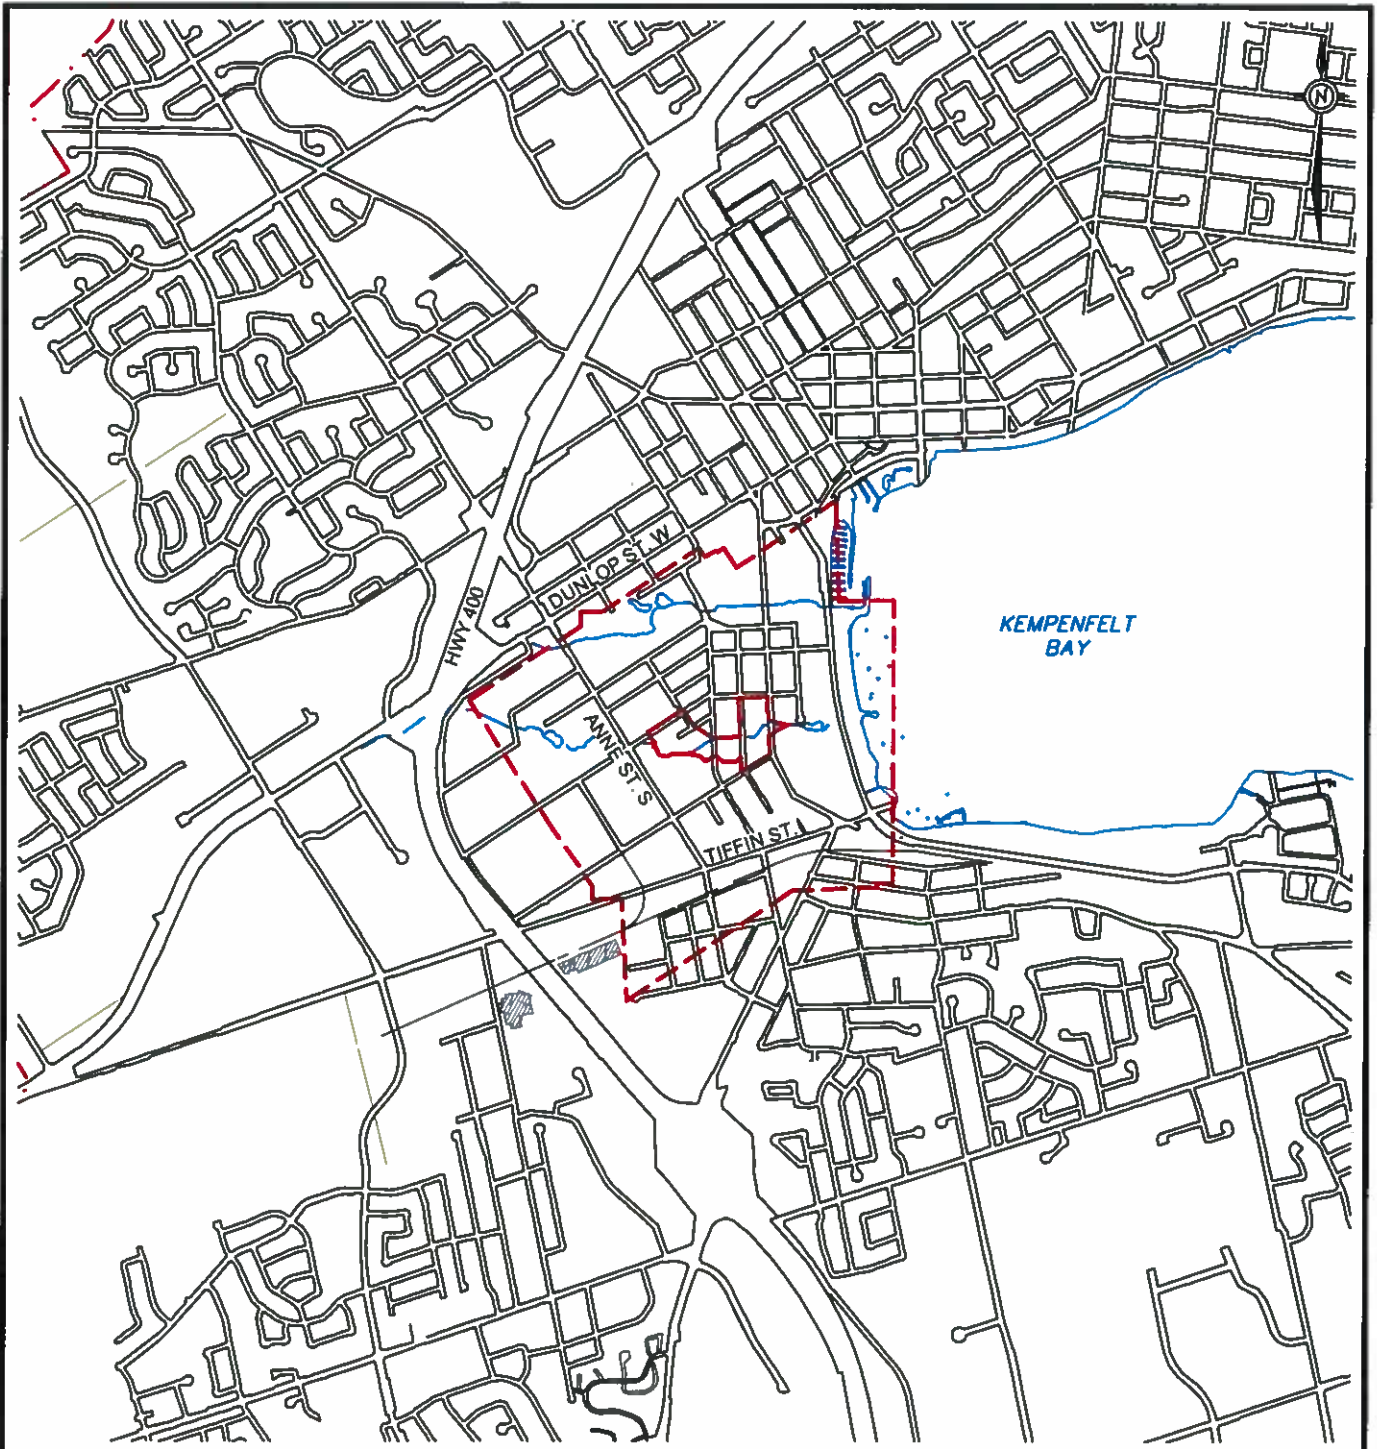 N
DUNLOP ST. W
HWY 400
KEMPENFELT
BAY
ANNE ST. S
TIFFIN ST.